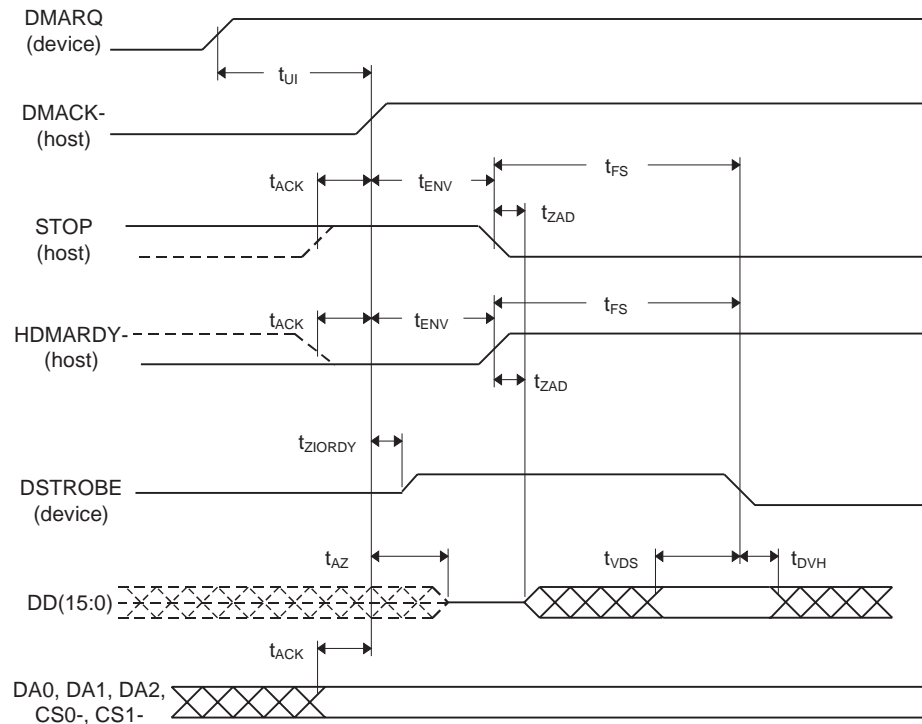 DMARQ
(device)
tUI
DMACK-
(host)
tACK
tENV
tFS
tZAD
STOP
(host)
tACK
tENV
tFS
HDMARDY-
(host)
tZAD
tZIORDY
DSTROBE
(device)
tAZ
tVDS
tDVH
DD(15:0)
tACK
DA0, DA1, DA2,
CS0-, CS1-